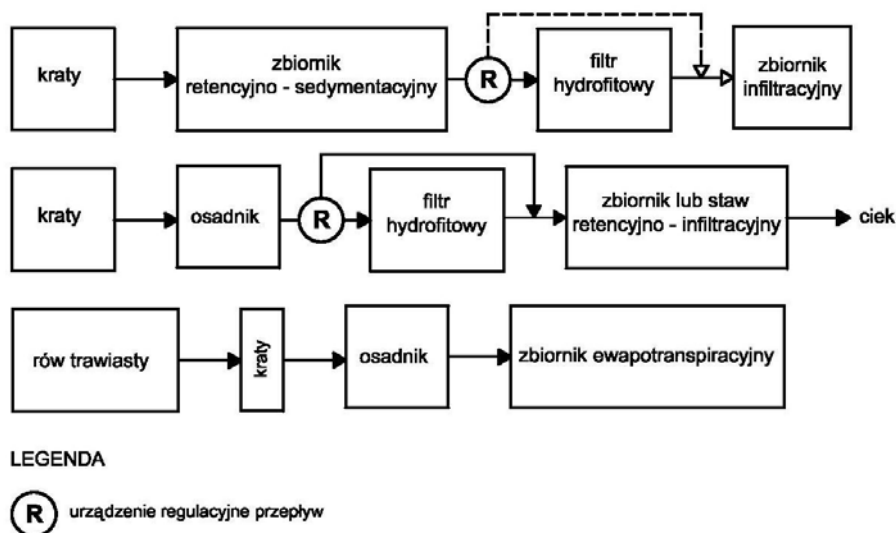 kraty
zbiornik
retencyjno - sedymentacyjny
R
filtr
hydrofitowy
zbiornik
infiltracyjny
kraty
osadnik
R
filtr
hydrofitowy
zbiornik lub staw
retencyjno - infiltracyjny
ciek
rów trawiasty
kraty
osadnik
zbiornik ewapotranspiracyjny
LEGENDA
R urządzenie regulacyjne przepływ